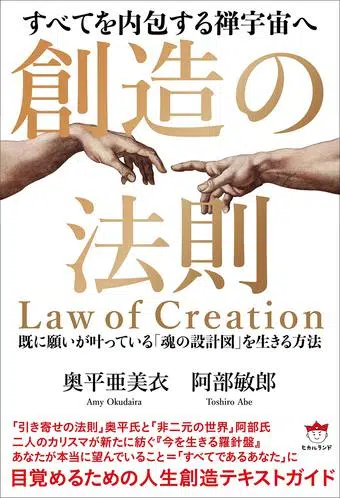 すべてを内包する禅宇宙へ
創造の
法則
Law of Creation
既に願いが叶っている「魂の設計図」を生きる方法
奥平亜美衣 阿部敏郎
Amy Okudaira Toshiro Abe
ヒカルランド
「引き寄せの法則」奥平氏と「非二元の世界」阿部氏
二人のカリスマが新たに紡ぐ『今を生きる羅針盤』
あなたが本当に望んでいること=「すべてであるあなた」に
目覚めるための人生創造テキストガイド